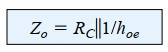 Zo = RC||1/hoe